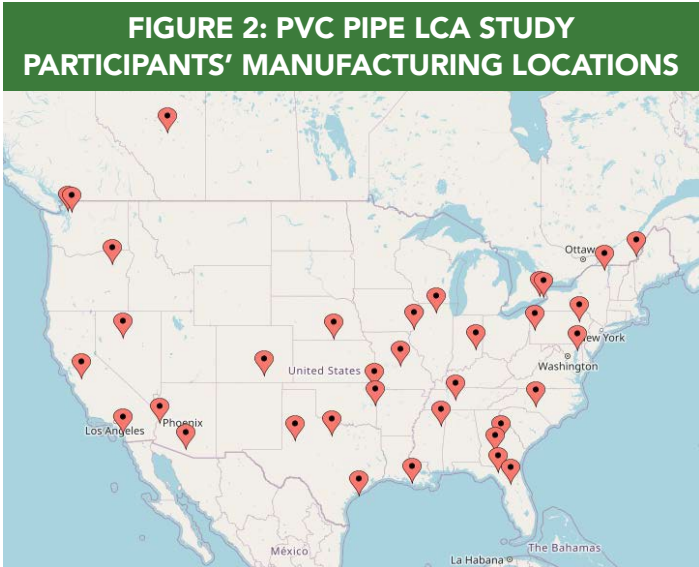 FIGURE 2: PVC PIPE LCA STUDY
PARTICIPANTS’ MANUFACTURING LOCATIONS
Ottaw
New York
Washington
United States
Los Angeles
Phoenix
México
La Habana
The Bahamas